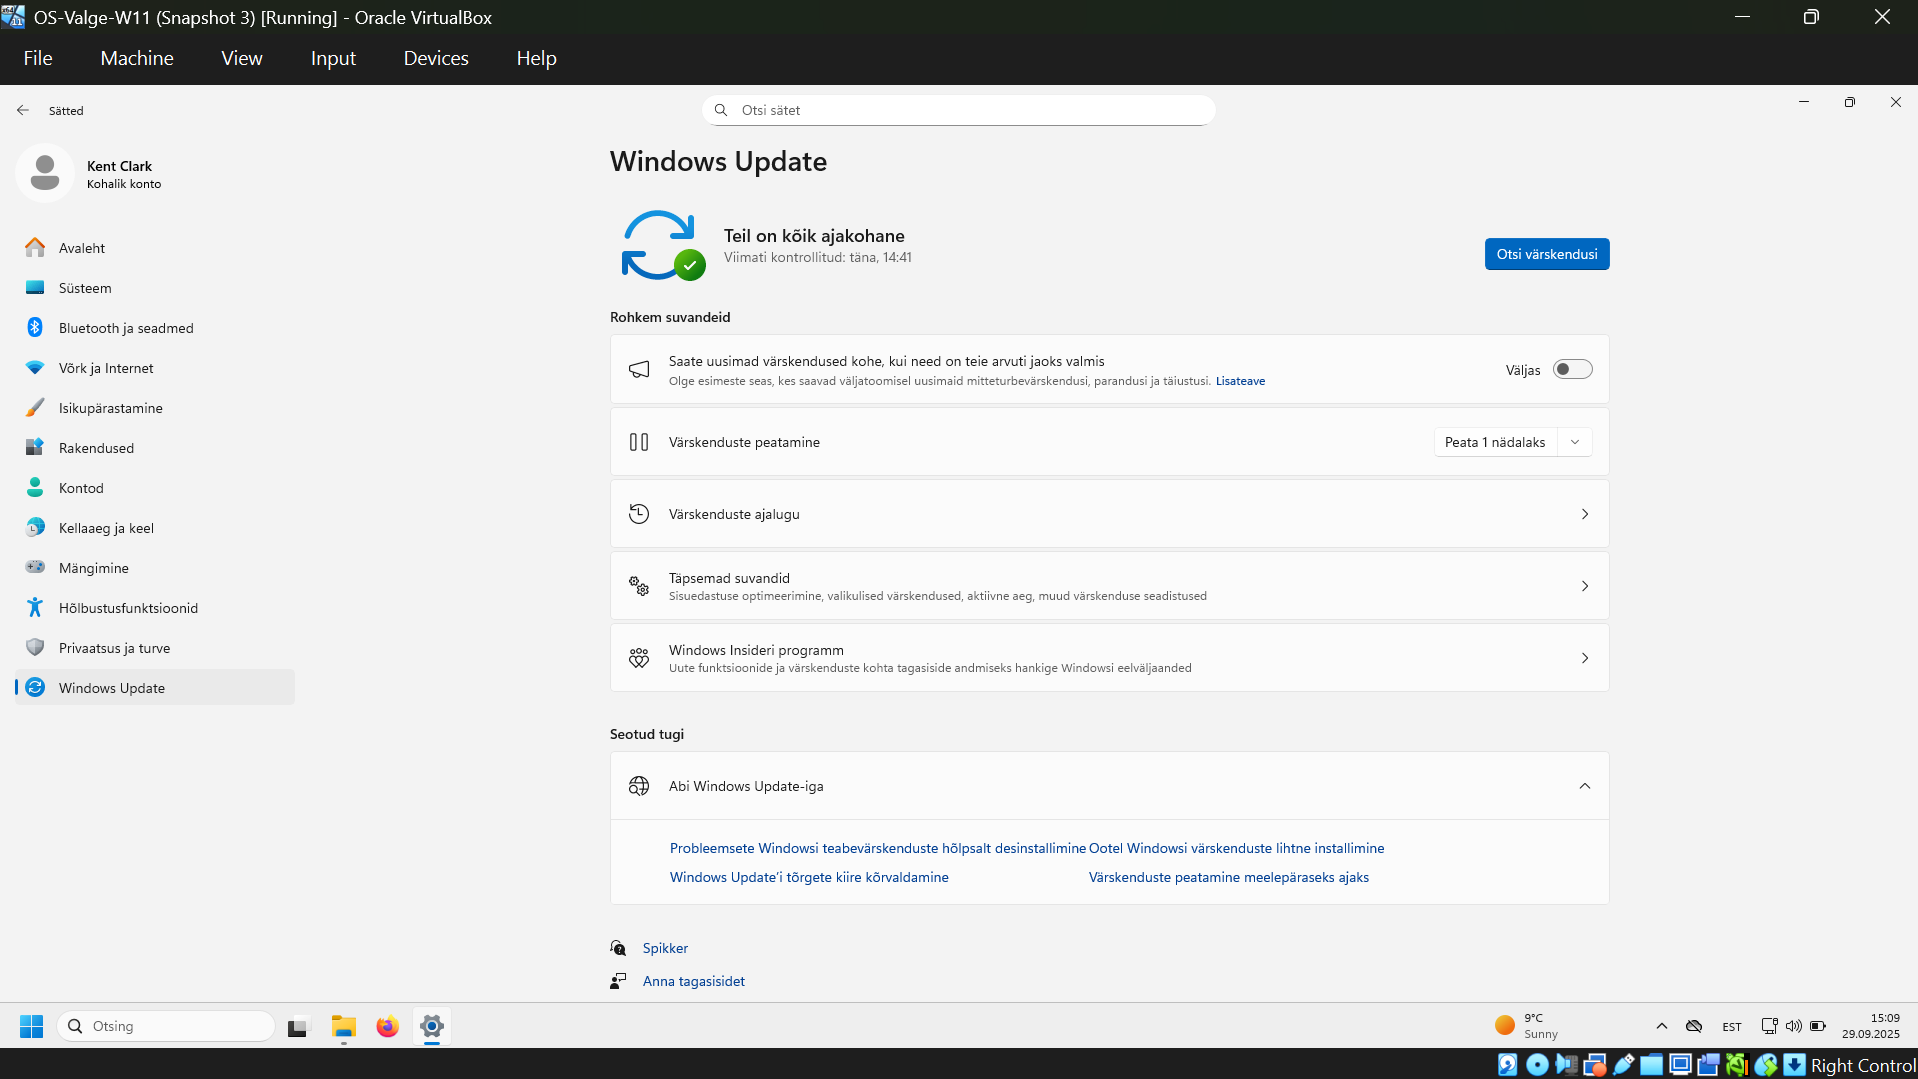 OS-Valge-W11 (Snapshot 3) [Running] - Oracle VirtualBox
File Machine View Input Devices Help
Sätted
Otsi sätet
Kent Clark
Kohalik konto
Avaleht
Süsteem
Bluetooth ja seadmed
Võrk ja Internet
Isikupärastamine
Rakendused
Kontod
Kellaaeg ja keel
Mängimine
Hõlbustusfunktsioonid
Privaatsus ja turve
Windows Update
Windows Update
Teil on kõik ajakohane
Viimati kontrollitud: täna, 14:41
Otsi värskendusi
Rohkem suvandeid
Saate uusimad värskendused kohe, kui need on teie arvuti jaoks valmis
Olge esimeste seas, kes saavad väljatoomisel uusimaid mitteturbevärskendusi, parandusi ja täiustusi. Lisateave
Väljas
Värskenduste peatamine
Peata 1 nädalaks
Värskenduste ajalugu
Täpsemad suvandid
Sisuedastuse optimeerimine, valikulised värskendused, aktiivne aeg, muud värskenduse seadistused
Windows Insideri programm
Uute funktsioonide ja värskenduste kohta tagasiside andmiseks hankige Windowsi eelväljaanded
Seotud tugi
Abi Windows Update-iga
Probleemsete Windowsi teabevärskenduste hõlpsalt desinstallimine Ootel Windowsi värskenduste lihtne installimine
Windows Update'i tõrgete kiire kõrvaldamine Värskenduste peatamine meelepäraseks ajaks
Spikker
Anna tagasisidet
Otsing
9°C
Sunny
EST
15:09
29.09.2025
Right Control